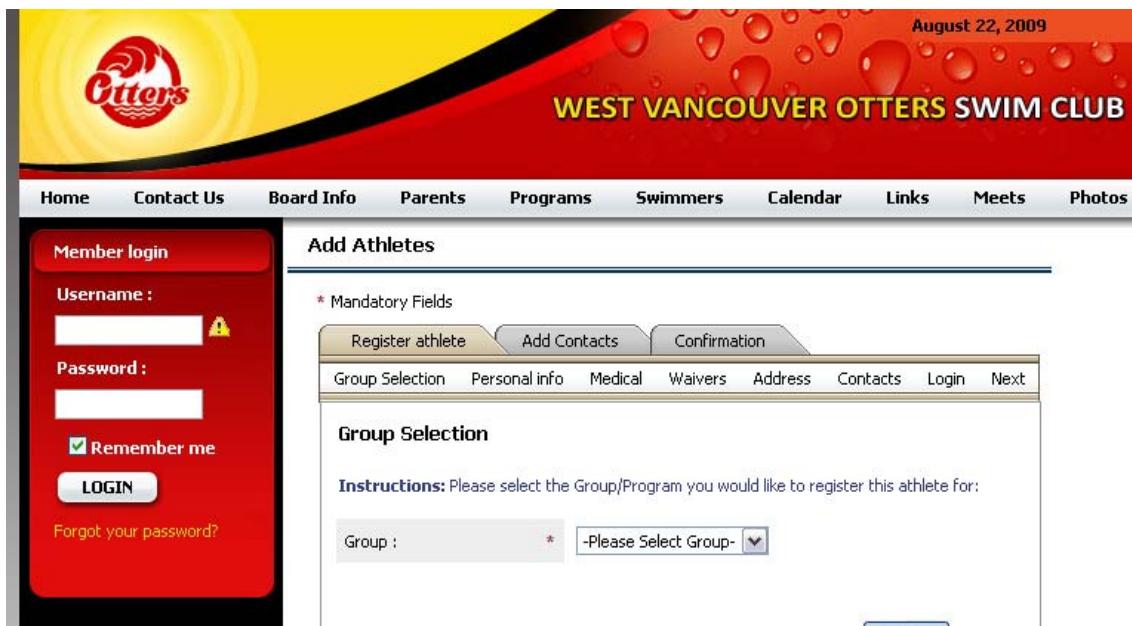 August 22, 2009
Otters
WEST VANCOUVER OTTERS SWIM CLUB
Home Contact Us Board Info Parents Programs Swimmers Calendar Links Meets Photos
Member login
Username :
Password :
Remember me
LOGIN
Forgot your password?
Add Athletes
* Mandatory Fields
Register athlete Add Contacts Confirmation
Group Selection Personal info Medical Waivers Address Contacts Login Next
Group Selection
Instructions: Please select the Group/Program you would like to register this athlete for:
Group : * -Please Select Group-